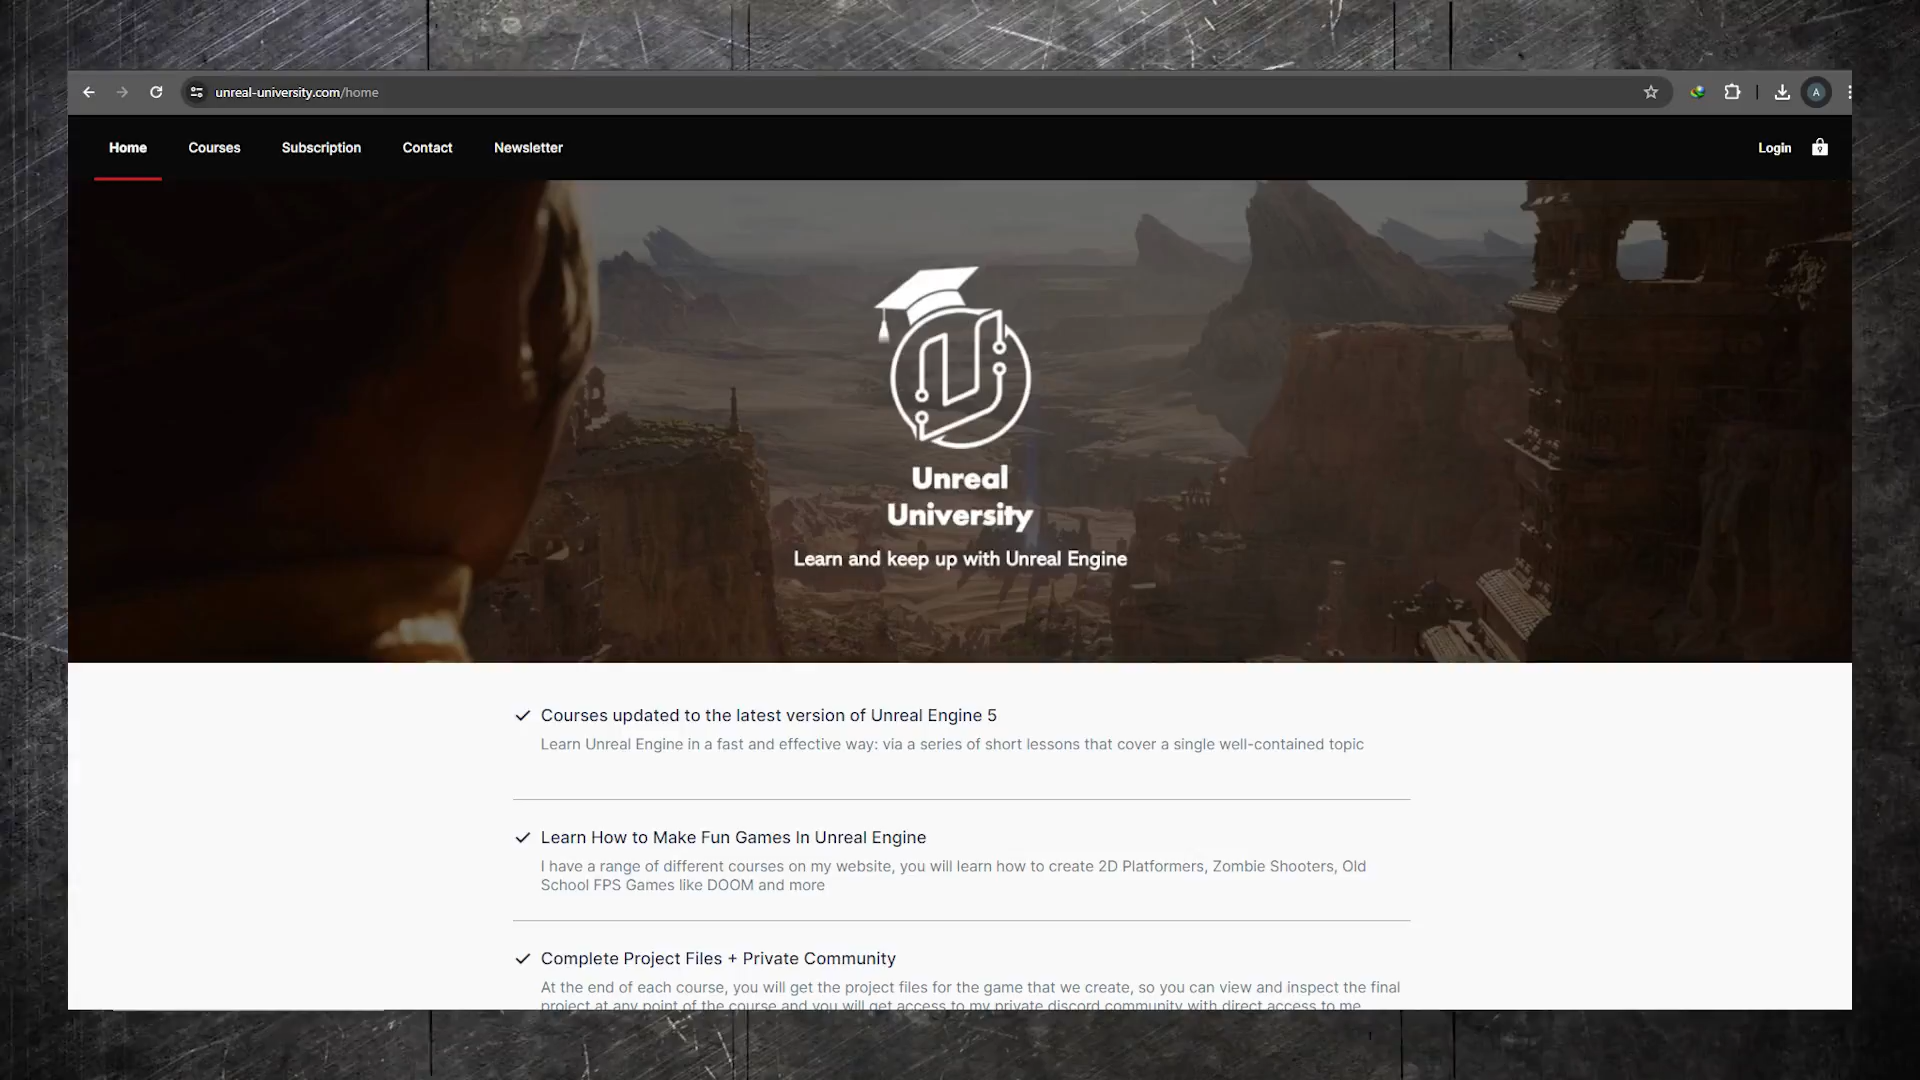 unreal-university.com/home
A
Home Courses Subscription Contact Newsletter Login
Unreal
University
Learn and keep up with Unreal Engine
Courses updated to the latest version of Unreal Engine 5
Learn Unreal Engine in a fast and effective way: via a series of short lessons that cover a single well-contained topic
Learn How to Make Fun Games In Unreal Engine
I have a range of different courses on my website, you will learn how to create 2D Platformers, Zombie Shooters, Old
School FPS Games like DOOM and more
Complete Project Files + Private Community
At the end of each course, you will get the project files for the game that we create, so you can view and inspect the final
project at any point of the course and you will get access to my private discord community with direct access to me